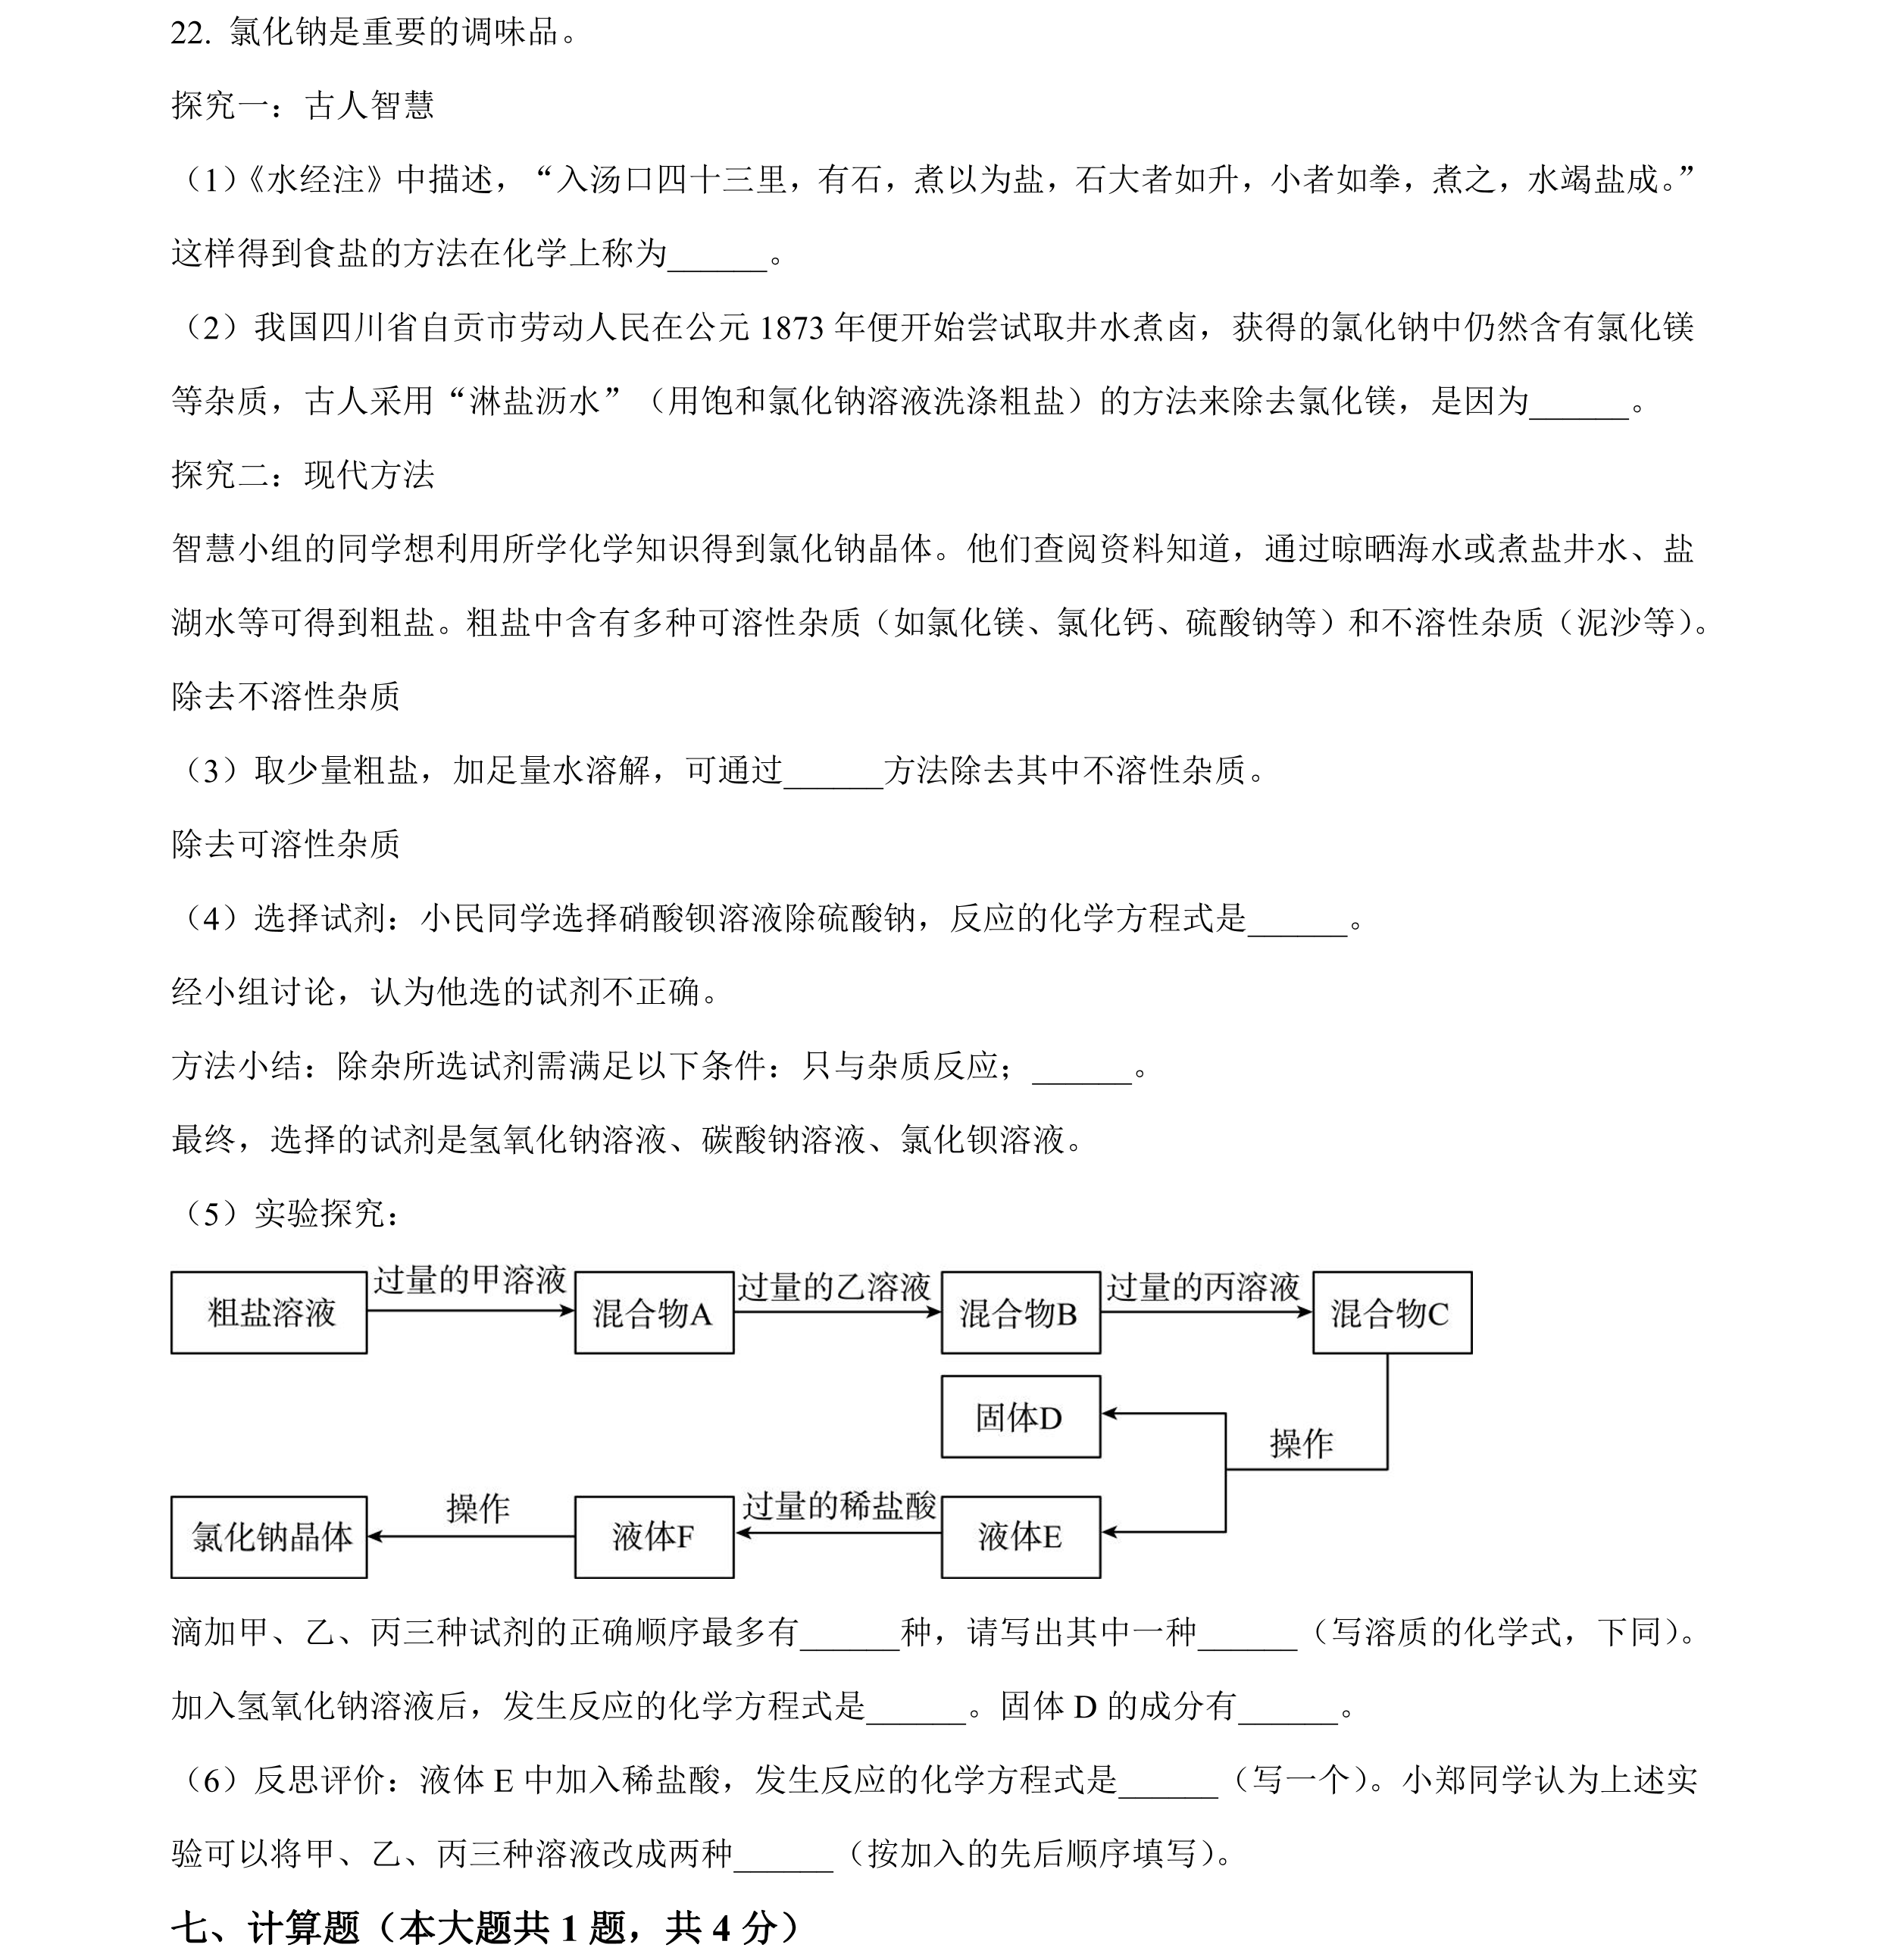 22. 氯化钠是重要的调味品。
探究一：古人智慧
（1）《水经注》中描述，“入汤口四十三里，有石，煮以为盐，石大者如升，小者如拳，煮之，水竭盐成。”
这样得到食盐的方法在化学上称为______。
（2）我国四川省自贡市劳动人民在公元 1873 年便开始尝试取井水煮卤，获得的氯化钠中仍然含有氯化镁
等杂质，古人采用“淋盐沥水”（用饱和氯化钠溶液洗涤粗盐）的方法来除去氯化镁，是因为______。
探究二：现代方法
智慧小组的同学想利用所学化学知识得到氯化钠晶体。他们查阅资料知道，通过晾晒海水或煮盐井水、盐
湖水等可得到粗盐。粗盐中含有多种可溶性杂质（如氯化镁、氯化钙、硫酸钠等）和不溶性杂质（泥沙等）。
除去不溶性杂质
（3）取少量粗盐，加足量水溶解，可通过______方法除去其中不溶性杂质。
除去可溶性杂质
（4）选择试剂：小民同学选择硝酸钡溶液除硫酸钠，反应的化学方程式是______。
经小组讨论，认为他选的试剂不正确。
方法小结：除杂所选试剂需满足以下条件：只与杂质反应；______。
最终，选择的试剂是氢氧化钠溶液、碳酸钠溶液、氯化钡溶液。
（5）实验探究：
粗盐溶液 过量的甲溶液 混合物A 过量的乙溶液 混合物B 过量的丙溶液 混合物C
固体D 操作
氯化钠晶体 操作 液体F 过量的稀盐酸 液体E
滴加甲、乙、丙三种试剂的正确顺序最多有______种，请写出其中一种______（写溶质的化学式，下同）。
加入氢氧化钠溶液后，发生反应的化学方程式是______。固体 D 的成分有______。
（6）反思评价：液体 E 中加入稀盐酸，发生反应的化学方程式是______（写一个）。小郑同学认为上述实
验可以将甲、乙、丙三种溶液改成两种______（按加入的先后顺序填写）。
七、计算题（本大题共 1 题，共 4 分）